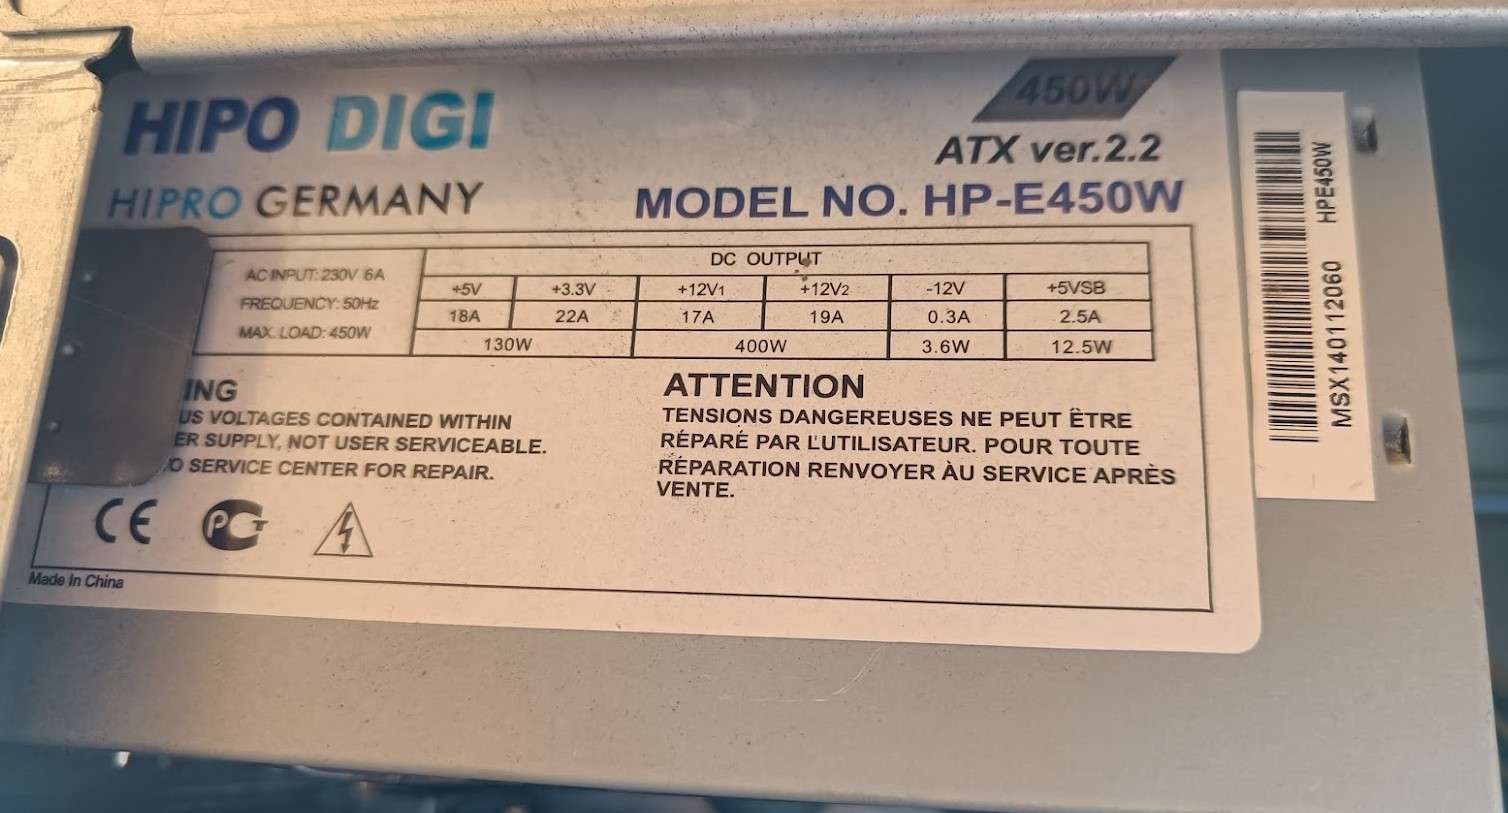 450W
HIPO DIGI
ATX ver.2.2
HIPRO GERMANY
MODEL NO. HP-E450W
AC INPUT: 230V 6A
FREQUENCY: 50Hz
MAX. LOAD: 450W
DC OUTPUT
+5V +3.3V +12V1 +12V2 -12V +5VSB
18A 22A 17A 19A 0.3A 2.5A
130W 400W 3.6W 12.5W
ING
US VOLTAGES CONTAINED WITHIN
ER SUPPLY, NOT USER SERVICEABLE.
O SERVICE CENTER FOR REPAIR.
ATTENTION
TENSIONS DANGEREUSES NE PEUT ÊTRE
RÉPARÉ PAR L'UTILISATEUR. POUR TOUTE
RÉPARATION RENVOYER ÀU SERVICE APRÈS
VENTE.
CE PCT
Made In China
MSX140112060 HPE450W